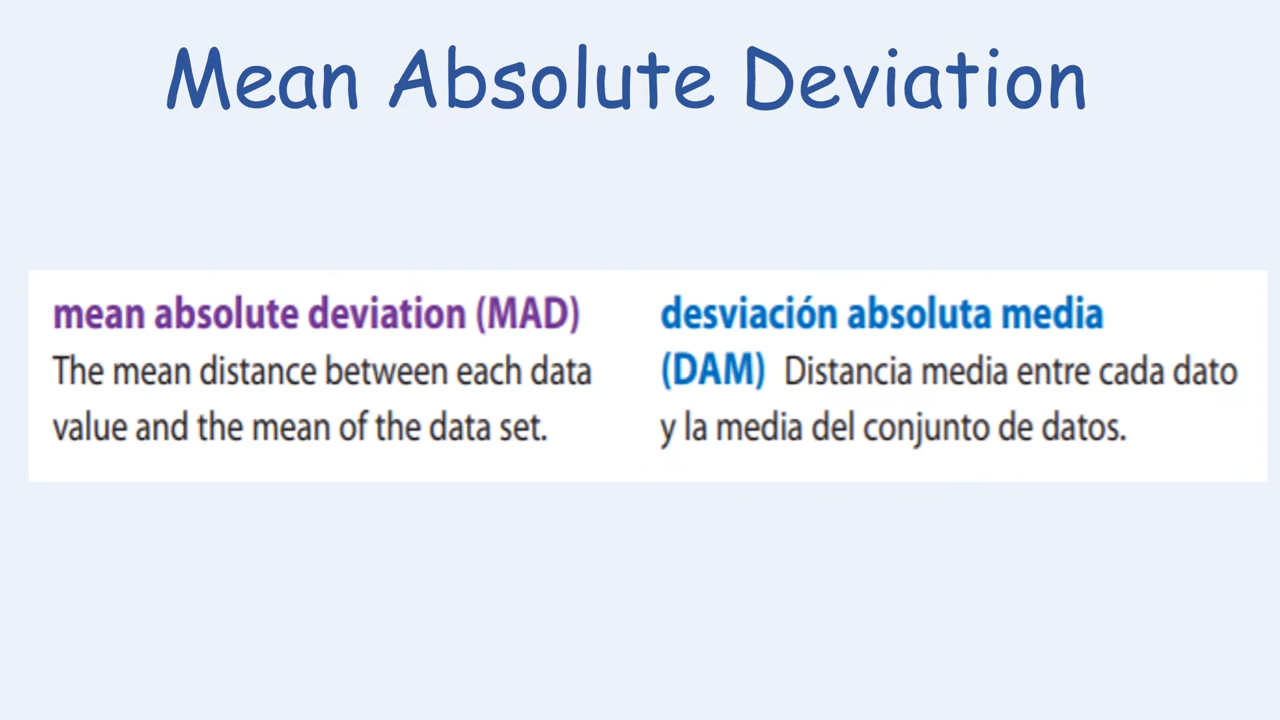 Mean Absolute Deviation
mean absolute deviation (MAD)
The mean distance between each data
value and the mean of the data set.
desviación absoluta media
(DAM) Distancia media entre cada dato
y la media del conjunto de datos.